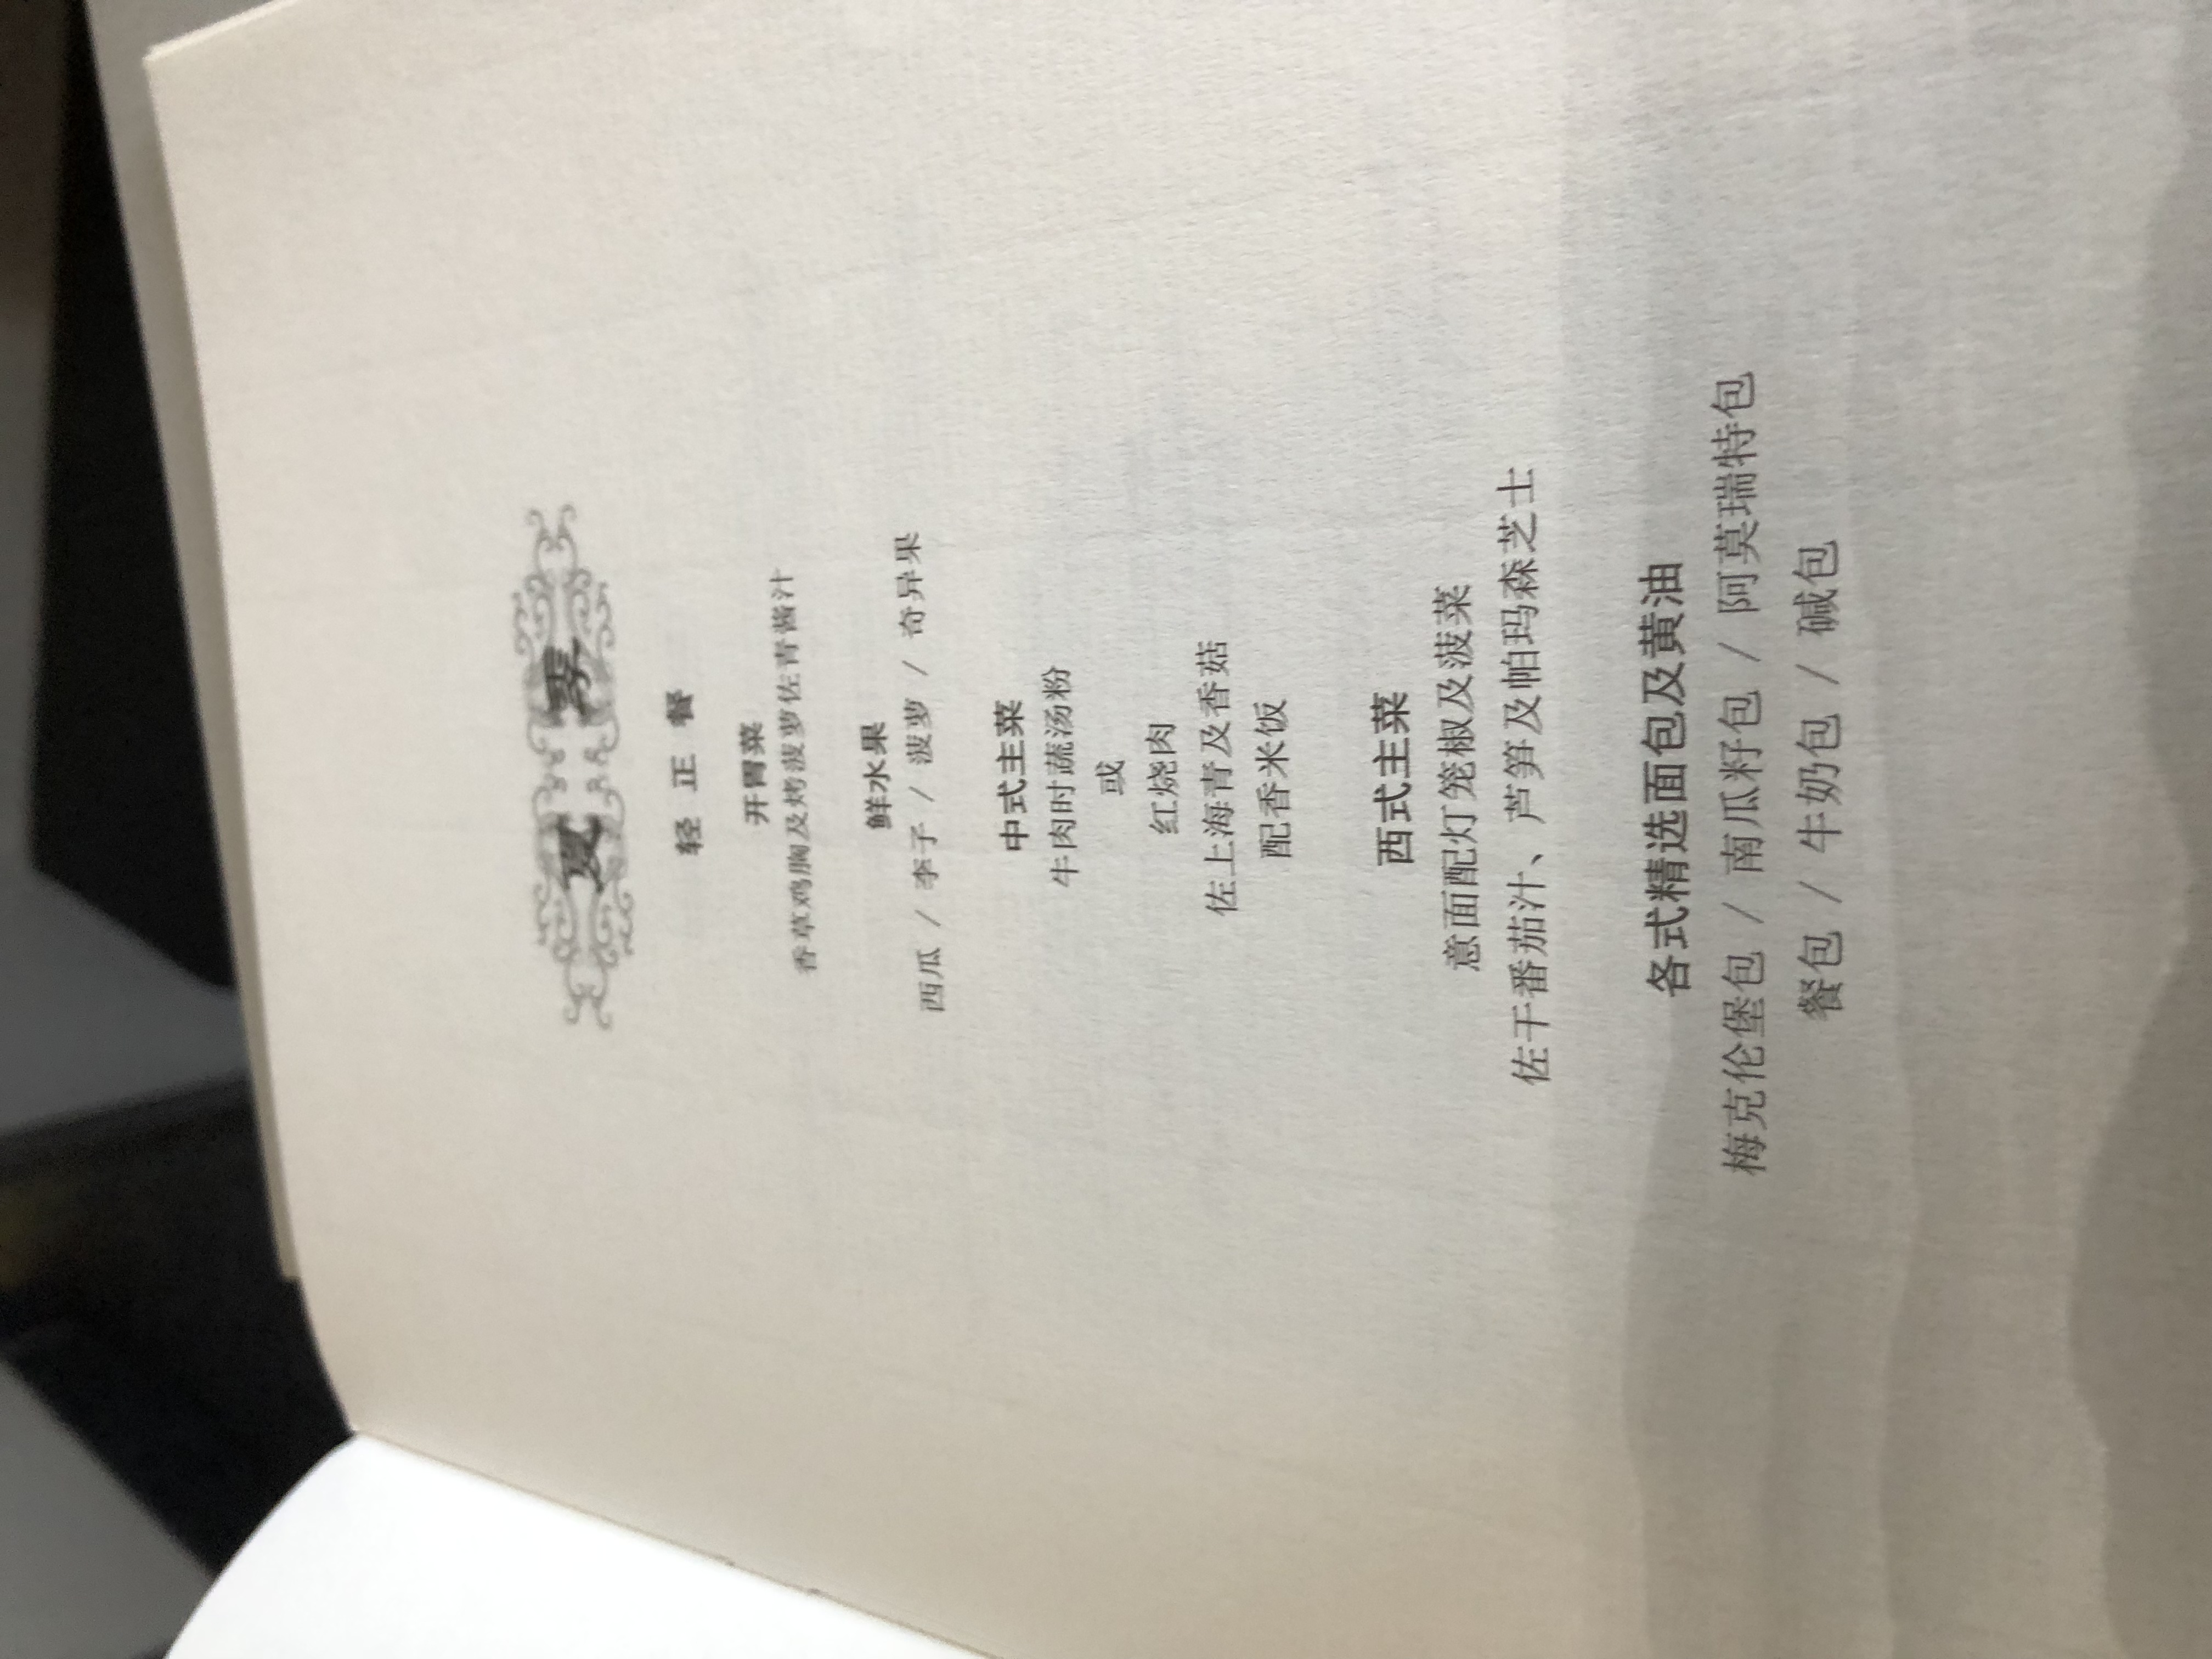 夏 季
轻 正 餐
开胃菜
香草鸡胸及烤菠萝佐青酱汁
鲜水果
西瓜 / 李子 / 菠萝 / 奇异果
中式主菜
牛肉时蔬汤粉
或
红烧肉
佐上海青及香菇
配香米饭
西式主菜
意面配灯笼椒及菠菜
佐干番茄汁、芦笋及帕玛森芝士
各式精选面包及黄油
梅克伦堡包 / 南瓜籽包 / 阿莫瑞特包
餐包 / 牛奶包 / 碱包